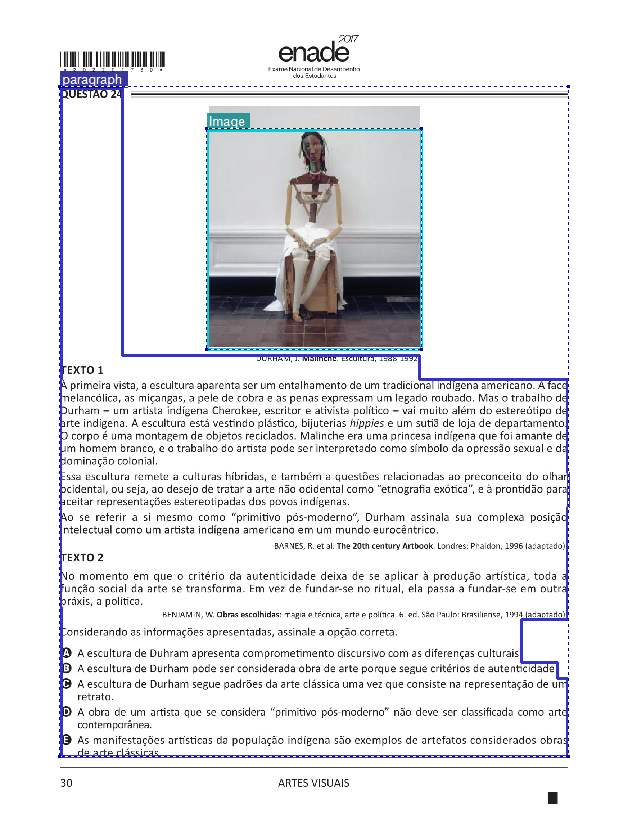 2017
enade
Exame Nacional de Desempenho
dos Estudantes
paragraph
QUESTÃO 24
Image
DURHAM, J. Malinche. Escultura, 1988-1992
TEXTO 1
À primeira vista, a escultura aparenta ser um entalhamento de um tradicional indígena americano. A face
melancólica, as miçangas, a pele de cobra e as penas expressam um legado roubado. Mas o trabalho de
Durham – um artista indígena Cherokee, escritor e ativista político – vai muito além do estereótipo de
arte indígena. A escultura está vestindo plástico, bijuterias hippies e um sutiã de loja de departamento.
O corpo é uma montagem de objetos reciclados. Malinche era uma princesa indígena que foi amante de
um homem branco, e o trabalho do artista pode ser interpretado como símbolo da opressão sexual e da
dominação colonial.
Essa escultura remete a culturas híbridas, e também a questões relacionadas ao preconceito do olhar
ocidental, ou seja, ao desejo de tratar a arte não ocidental como “etnografia exótica”, e à prontidão para
aceitar representações estereotipadas dos povos indígenas.
Ao se referir a si mesmo como “primitivo pós-moderno”, Durham assinala sua complexa posição
intelectual como um artista indígena americano em um mundo eurocêntrico.
BARNES, R. et al. The 20th century Artbook. Londres: Phaidon, 1996 (adaptado).
TEXTO 2
No momento em que o critério da autenticidade deixa de se aplicar à produção artística, toda a
função social da arte se transforma. Em vez de fundar-se no ritual, ela passa a fundar-se em outra
práxis, a política.
BENJAMIN, W. Obras escolhidas: magia e técnica, arte e política. 6. ed. São Paulo: Brasiliense, 1994 (adaptado).
Considerando as informações apresentadas, assinale a opção correta.
A A escultura de Duhram apresenta comprometimento discursivo com as diferenças culturais.
B A escultura de Durham pode ser considerada obra de arte porque segue critérios de autenticidade.
C A escultura de Durham segue padrões da arte clássica uma vez que consiste na representação de um
retrato.
D A obra de um artista que se considera “primitivo pós-moderno” não deve ser classificada como arte
contemporânea.
E As manifestações artísticas da população indígena são exemplos de artefatos considerados obras
de arte clássicas.
30
ARTES VISUAIS